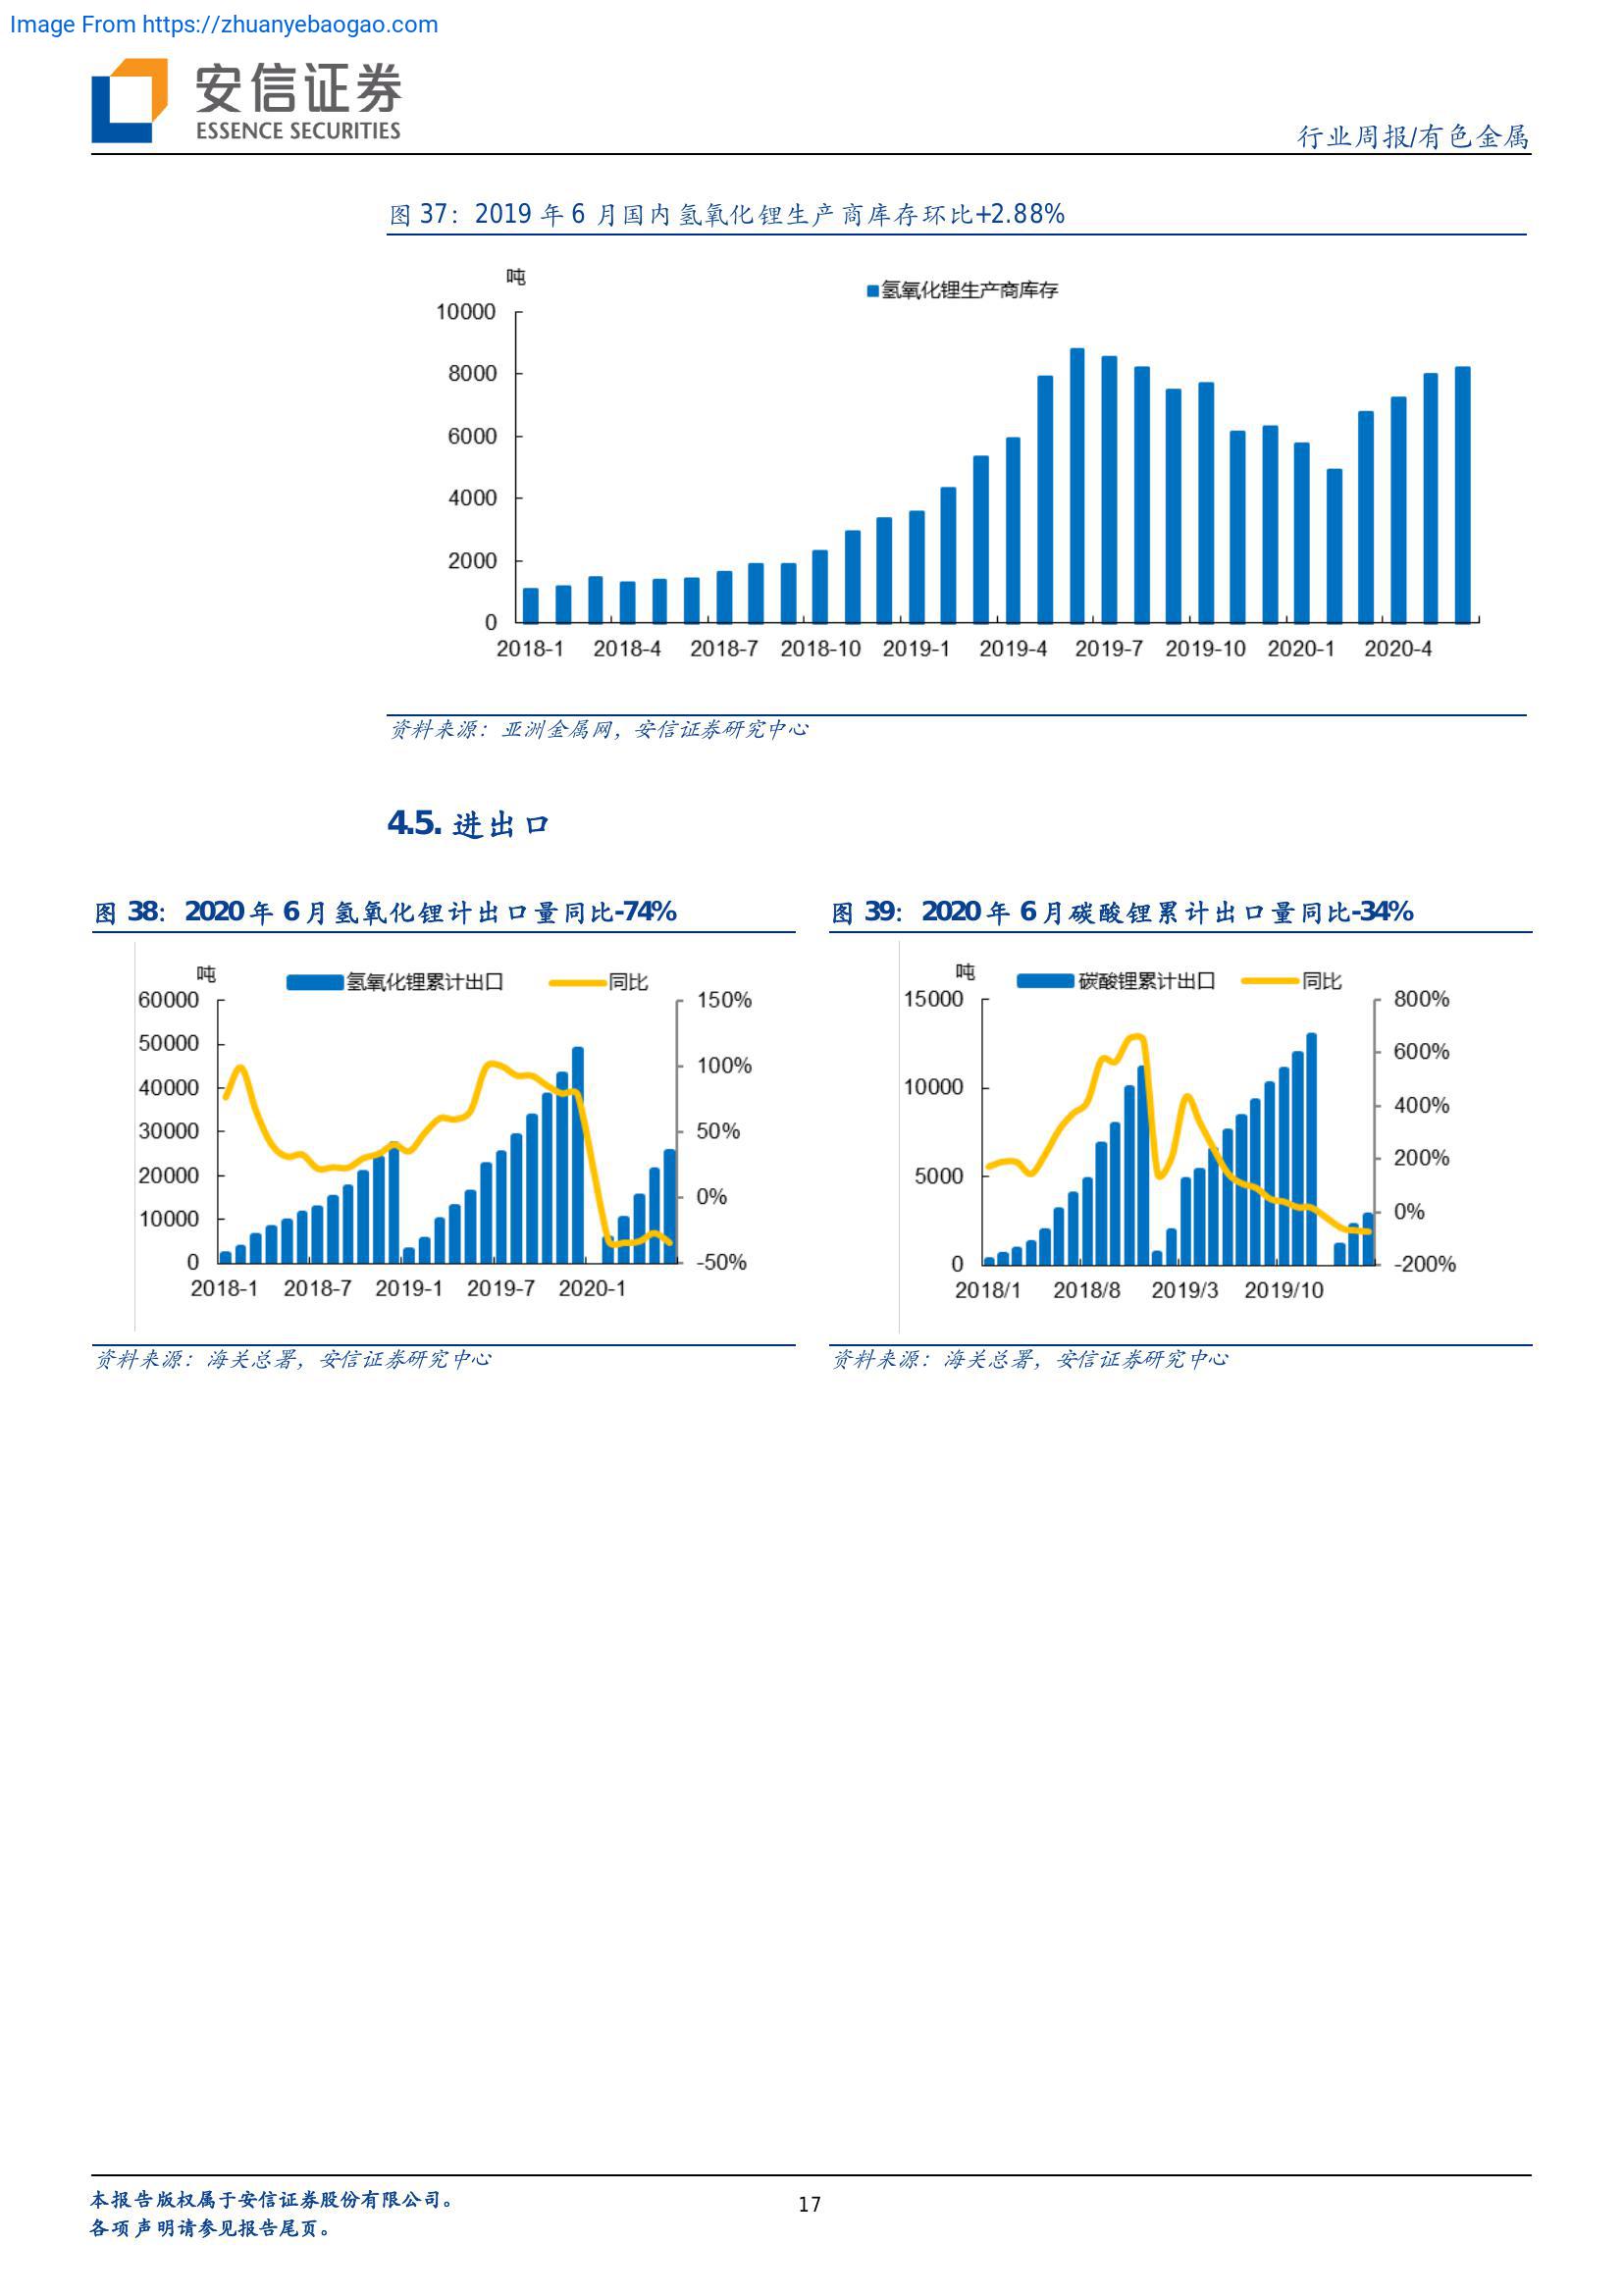 Image From https://zhuanyebaogao.com
安信证券
ESSENCE SECURITIES
行业周报/有色金属
图 37：2019 年 6 月国内氢氧化锂生产商库存环比+2.88%
吨
氢氧化锂生产商库存
10000
8000
6000
4000
2000
0
2018-1 2018-4 2018-7 2018-10 2019-1 2019-4 2019-7 2019-10 2020-1 2020-4
资料来源：亚洲金属网，安信证券研究中心
4.5. 进出口
图 38：2020 年 6 月氢氧化锂计出口量同比-74%
吨
氢氧化锂累计出口 同比
60000
50000
40000
30000
20000
10000
0
150%
100%
50%
0%
-50%
2018-1 2018-7 2019-1 2019-7 2020-1
资料来源：海关总署，安信证券研究中心
图 39：2020 年 6 月碳酸锂累计出口量同比-34%
吨
碳酸锂累计出口 同比
15000
10000
5000
0
800%
600%
400%
200%
0%
-200%
2018/1 2018/8 2019/3 2019/10
资料来源：海关总署，安信证券研究中心
本报告版权属于安信证券股份有限公司。
各项声明请参见报告尾页。
17